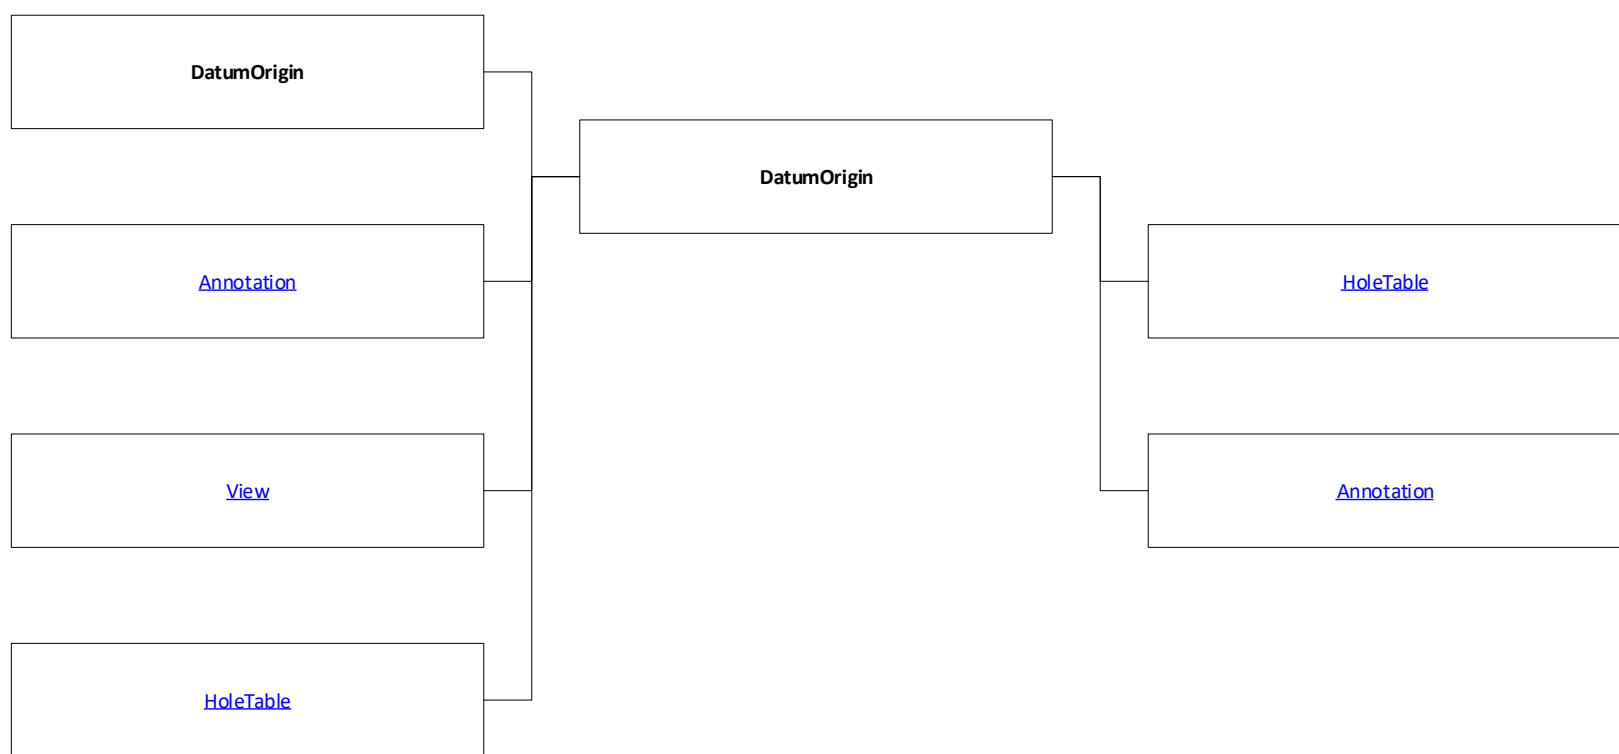 DatumOrigin
DatumOrigin
Annotation
HoleTable
View
Annotation
HoleTable